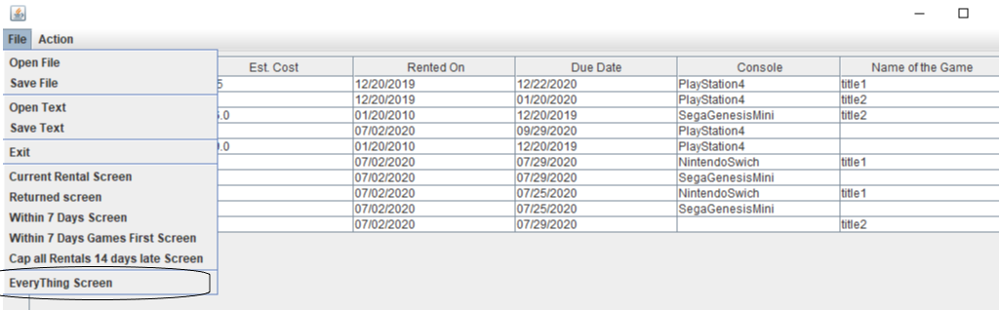 File Action
Open File
Save File
Open Text
Save Text
Exit
Current Rental Screen
Returned screen
Within 7 Days Screen
Within 7 Days Games First Screen
Cap all Rentals 14 days late Screen
EveryThing Screen
Est. Cost Rented On Due Date Console Name of the Game
5 12/20/2019 12/22/2020 PlayStation4 title1
12/20/2019 01/20/2020 PlayStation4 title2
.0 01/20/2010 12/20/2019 SegaGenesisMini title2
07/02/2020 09/29/2020 PlayStation4
.0 01/20/2010 12/20/2019 PlayStation4
07/02/2020 07/29/2020 NintendoSwich title1
07/02/2020 07/29/2020 SegaGenesisMini
07/02/2020 07/25/2020 NintendoSwich title1
07/02/2020 07/25/2020 SegaGenesisMini
07/02/2020 07/29/2020 title2